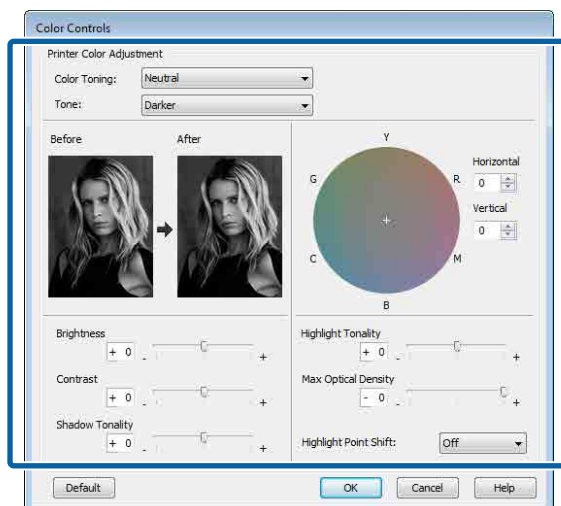 Color Controls
Printer Color Adjustment
Color Toning: Neutral
Tone: Darker
Before After
Y
G R
C M
B
Horizontal
0
Vertical
0
Brightness
+ 0 - +
Contrast
+ 0 - +
Shadow Tonality
+ 0 - +
Highlight Tonality
+ 0 - +
Max Optical Density
- 0 - +
Highlight Point Shift: Off
Default OK Cancel Help